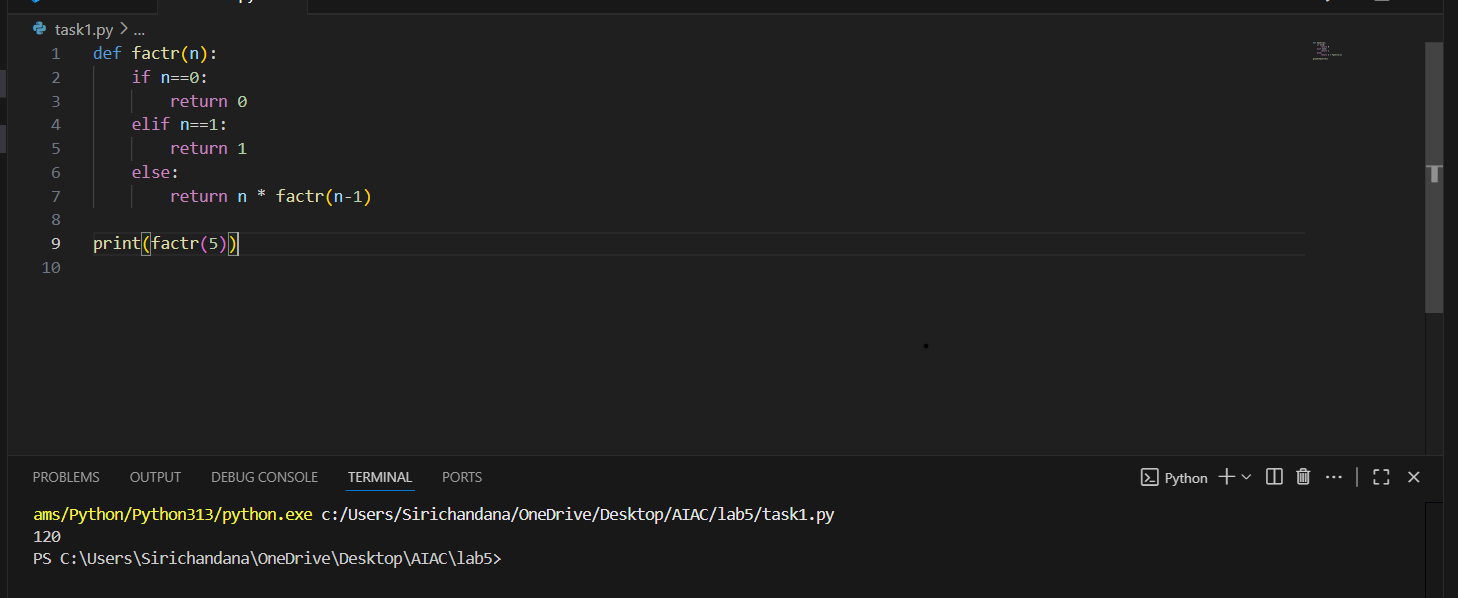 task1.py > ...
1 def factr(n):
2     if n==0:
3         return 0
4     elif n==1:
5         return 1
6     else:
7         return n * factr(n-1)
8
9 print(factr(5))
10
PROBLEMS OUTPUT DEBUG CONSOLE TERMINAL PORTS Python
ams/Python/Python313/python.exe c:/Users/Sirichandana/OneDrive/Desktop/AIAC/lab5/task1.py
120
PS C:\Users\Sirichandana\OneDrive\Desktop\AIAC\lab5>